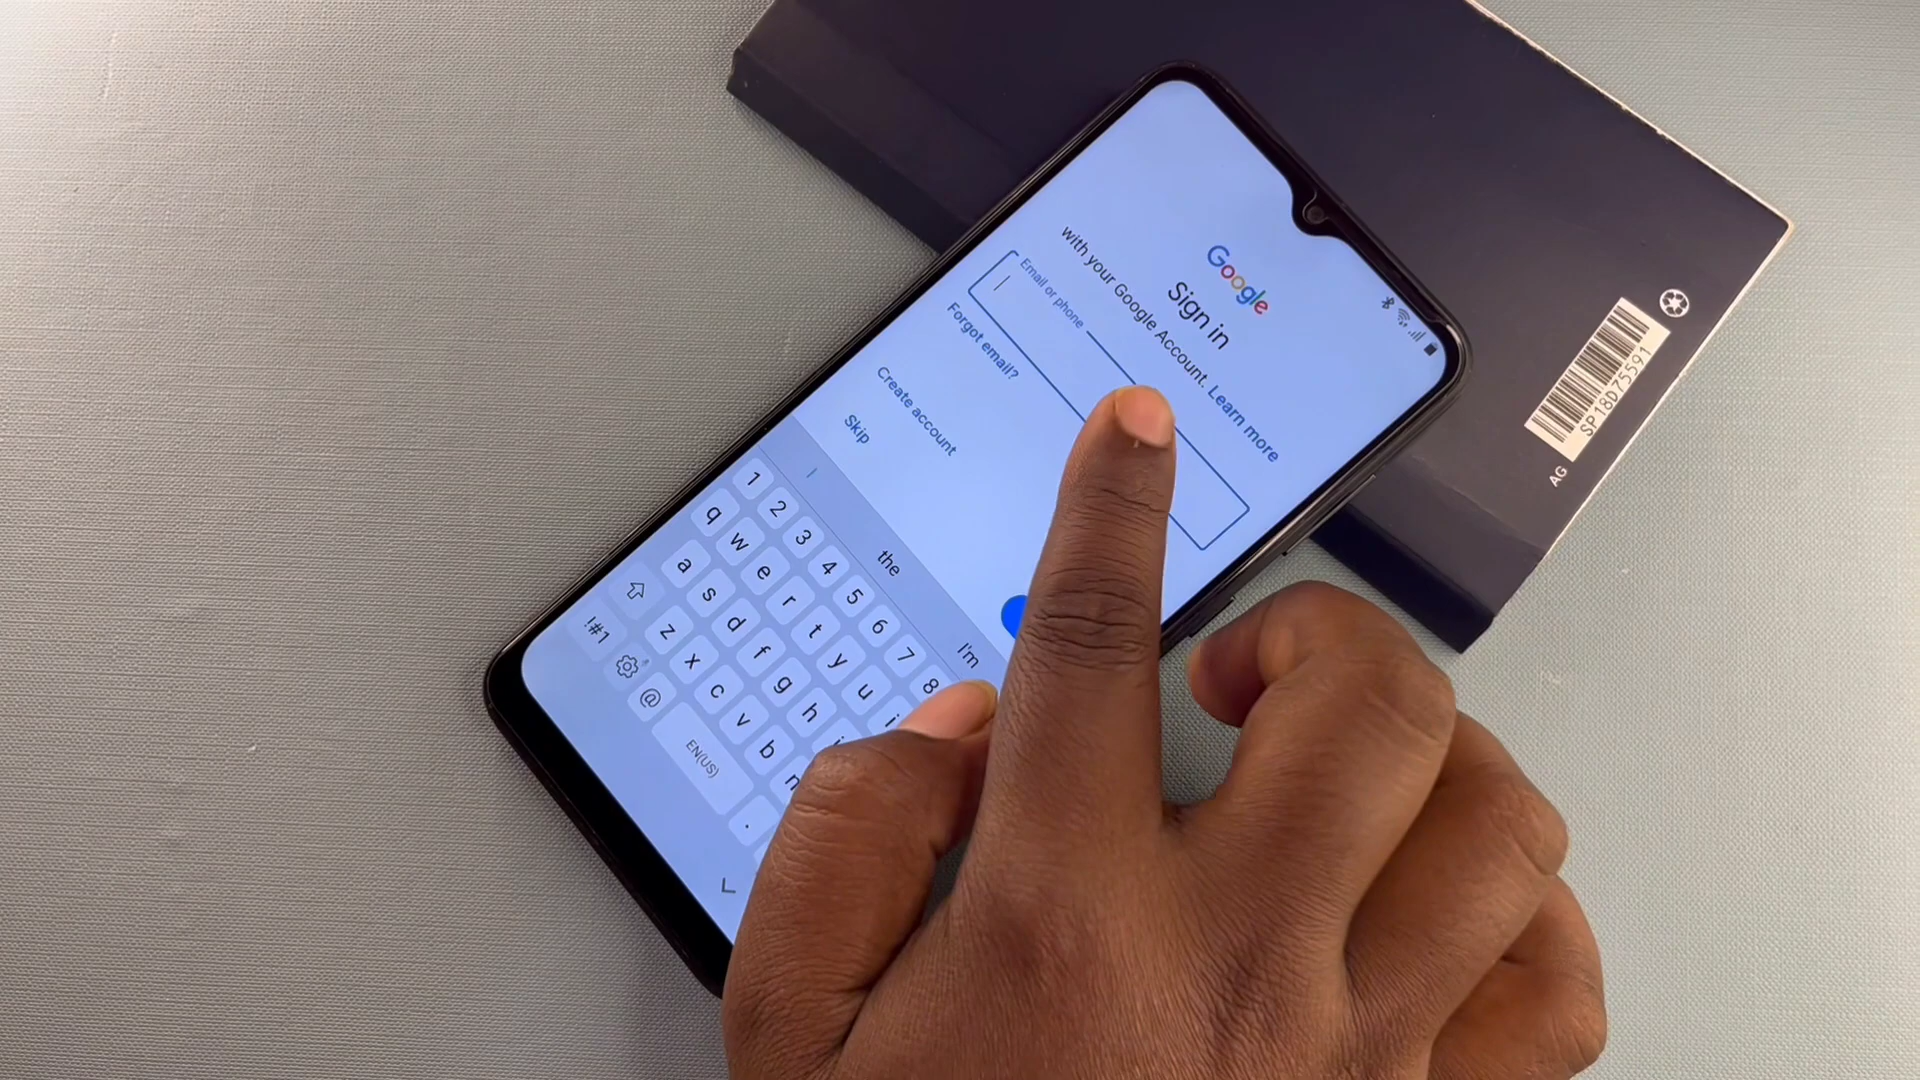 Google
Sign in
with your Google Account. Learn more
Email or phone
Forgot email?
Create account
Skip
the
I'm
1 2 3 4 5 6 7 8
q w e r t y u i
a s d f g h
z x c v b
!#1 @ EN(US) .
SP18D75591
AG